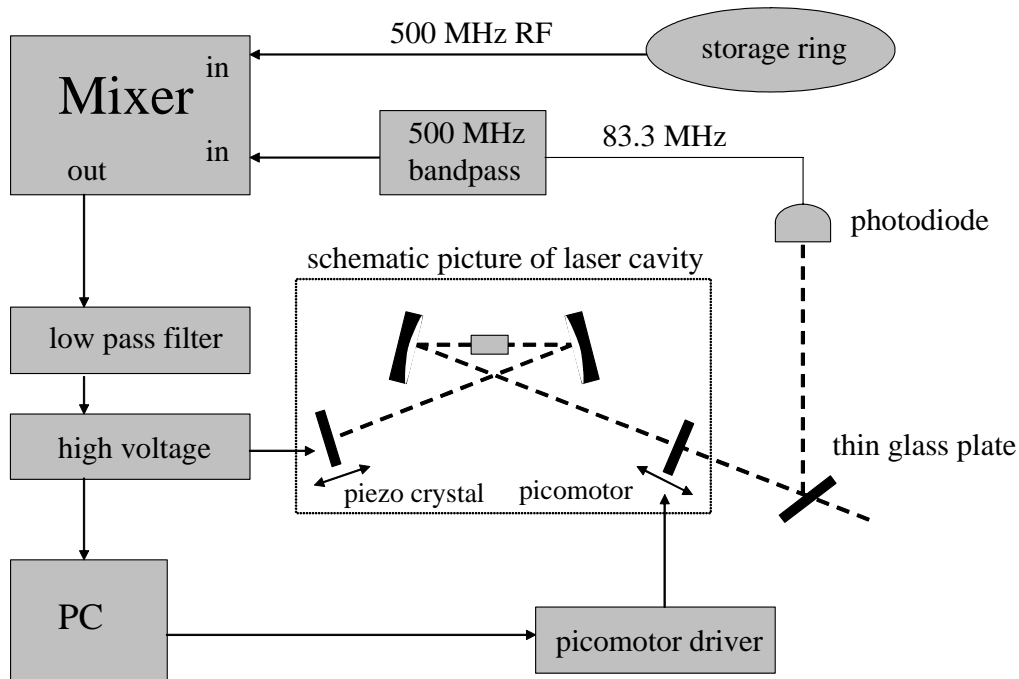 500 MHz RF
storage ring
in
Mixer
in
out
500 MHz
bandpass
83.3 MHz
photodiode
schematic picture of laser cavity
low pass filter
high voltage
thin glass plate
piezo crystal
picomotor
PC
picomotor driver